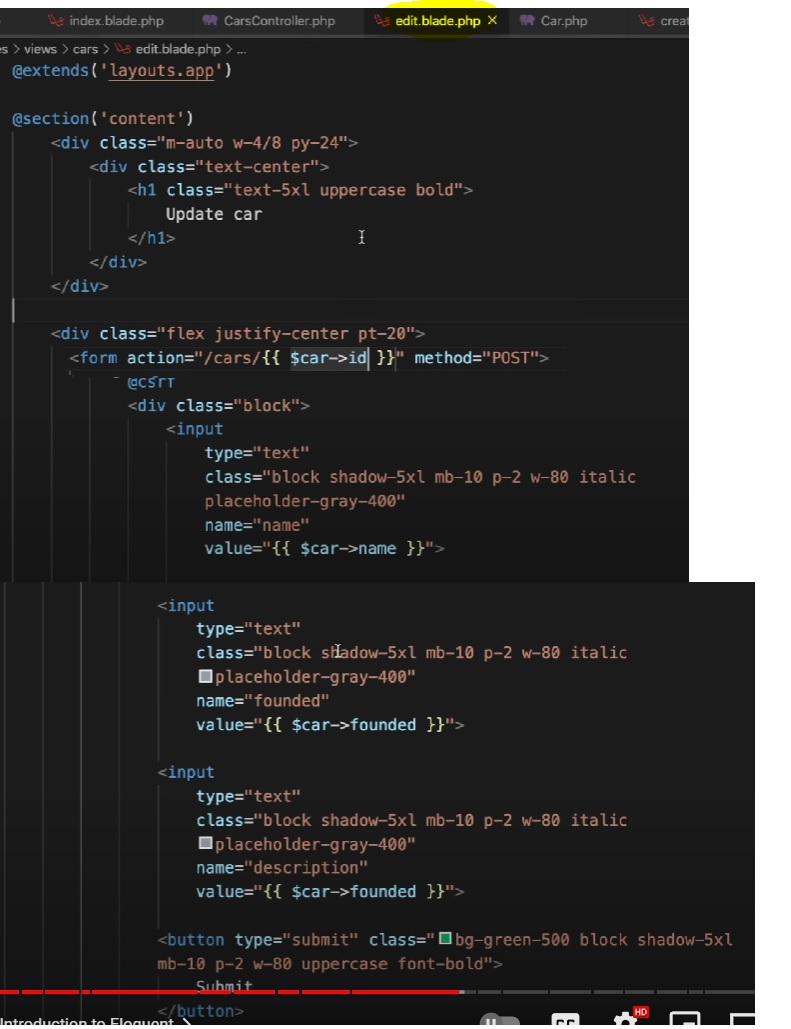 index.blade.php CarsController.php edit.blade.php × Car.php
> views > cars > edit.blade.php > ...
@extends('layouts.app')
@section('content')
<div class="m-auto w-4/8 py-24">
<div class="text-center">
<h1 class="text-5xl uppercase bold">
Update car
</h1>
</div>
</div>
<div class="flex justify-center pt-20">
<form action="/cars/{{ $car->id }}" method="POST">
@csrf
<div class="block">
<input
type="text"
class="block shadow-5xl mb-10 p-2 w-80 italic
placeholder-gray-400"
name="name"
value="{{ $car->name }}">
<input
type="text"
class="block shadow-5xl mb-10 p-2 w-80 italic
placeholder-gray-400"
name="founded"
value="{{ $car->founded }}">
<input
type="text"
class="block shadow-5xl mb-10 p-2 w-80 italic
placeholder-gray-400"
name="description"
value="{{ $car->founded }}">
<button type="submit" class="bg-green-500 block shadow-5xl
mb-10 p-2 w-80 uppercase font-bold">
Submit
</button>
Introduction to Eloquent >
HD